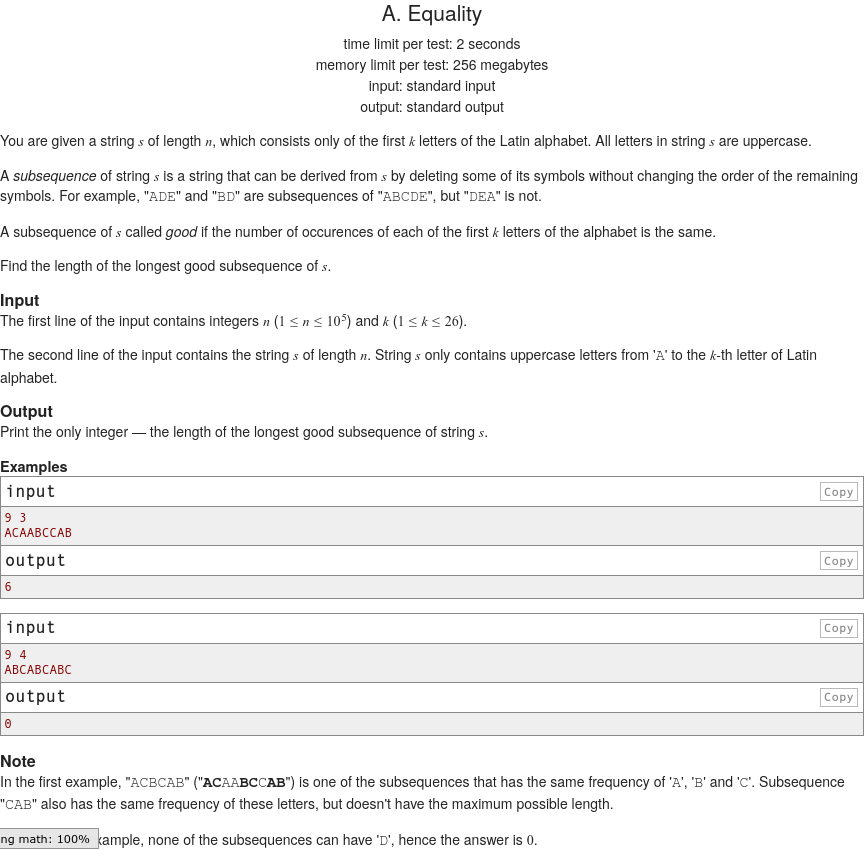 A. Equality
time limit per test: 2 seconds
memory limit per test: 256 megabytes
input: standard input
output: standard output
You are given a string s of length n, which consists only of the first k letters of the Latin alphabet. All letters in string s are uppercase.
A subsequence of string s is a string that can be derived from s by deleting some of its symbols without changing the order of the remaining
symbols. For example, "ADE" and "BD" are subsequences of "ABCDE", but "DEA" is not.
A subsequence of s called good if the number of occurences of each of the first k letters of the alphabet is the same.
Find the length of the longest good subsequence of s.
Input
The first line of the input contains integers n (1 ≤ n ≤ 10⁵) and k (1 ≤ k ≤ 26).
The second line of the input contains the string s of length n. String s only contains uppercase letters from 'A' to the k-th letter of Latin
alphabet.
Output
Print the only integer — the length of the longest good subsequence of string s.
Examples
input Copy
9 3
ACAABCCAB
output Copy
6
input Copy
9 4
ABCABCABC
output Copy
0
Note
In the first example, "ACBCAB" ("ACAABCCAB") is one of the subsequences that has the same frequency of 'A', 'B' and 'C'. Subsequence
"CAB" also has the same frequency of these letters, but doesn't have the maximum possible length.
ng math: 100% xample, none of the subsequences can have 'D', hence the answer is 0.